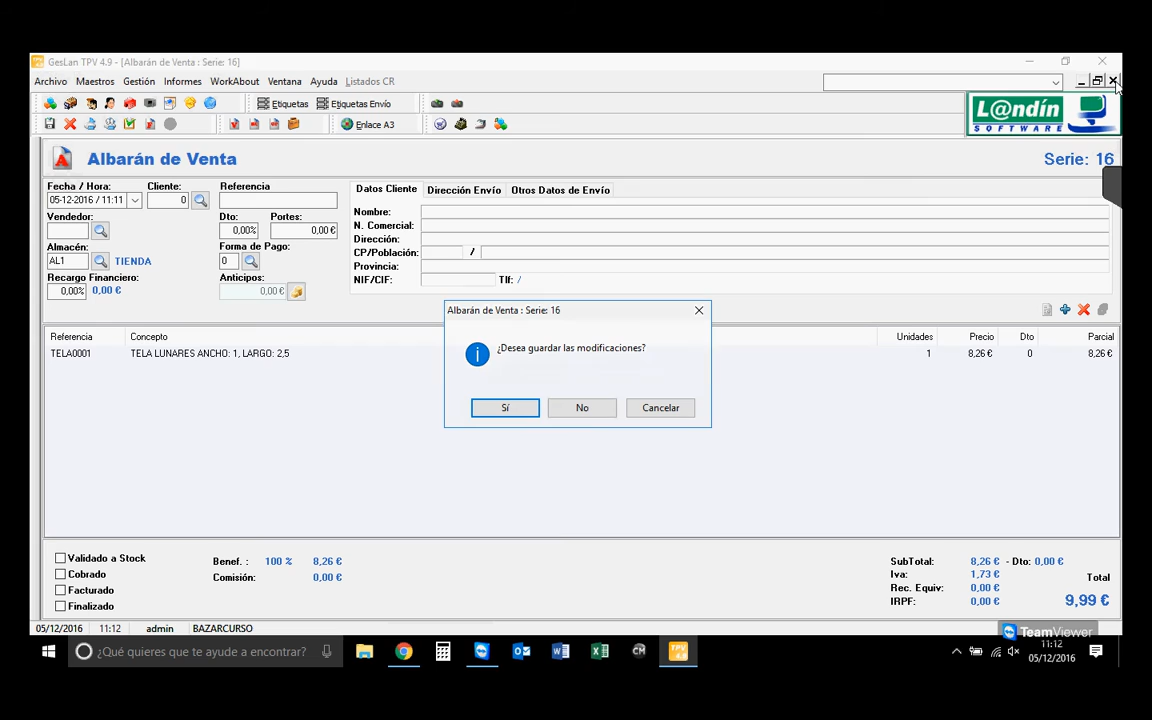 GesLan TPV 4.9 - [Albarán de Venta : Serie: 16]
Archivo Maestros Gestión Informes WorkAbout Ventana Ayuda Listados CR
Etiquetas Etiquetas Envío
Enlace A3
L@ndín
SOFTWARE
Albarán de Venta
Serie: 16
Fecha / Hora: Cliente: Referencia
05-12-2016 / 11:11 0
Vendedor: Dto: Portes:
0,00% 0,00 €
Almacén: Forma de Pago:
AL1 TIENDA 0
Recargo Financiero: Anticipos:
0,00% 0,00 € 0,00 €
Datos Cliente Dirección Envío Otros Datos de Envío
Nombre:
N. Comercial:
Dirección:
CP/Población: /
Provincia:
NIF/CIF: Tlf: /
Referencia Concepto Unidades Precio Dto Parcial
TELA0001 TELA LUNARES ANCHO: 1, LARGO: 2,5 1 8,26 € 0 8,26 €
Albarán de Venta : Serie: 16
¿Desea guardar las modificaciones?
Sí No Cancelar
Validado a Stock
Cobrado
Facturado
Finalizado
Benef. : 100 % 8,26 €
Comisión: 0,00 €
SubTotal: 8,26 € - Dto: 0,00 €
Iva: 1,73 € Total
Rec. Equiv: 0,00 €
IRPF: 0,00 € 9,99 €
05/12/2016 11:12 admin BAZARCURSO
TeamViewer
¿Qué quieres que te ayude a encontrar?
CM
TPV
4.9
11:12
05/12/2016